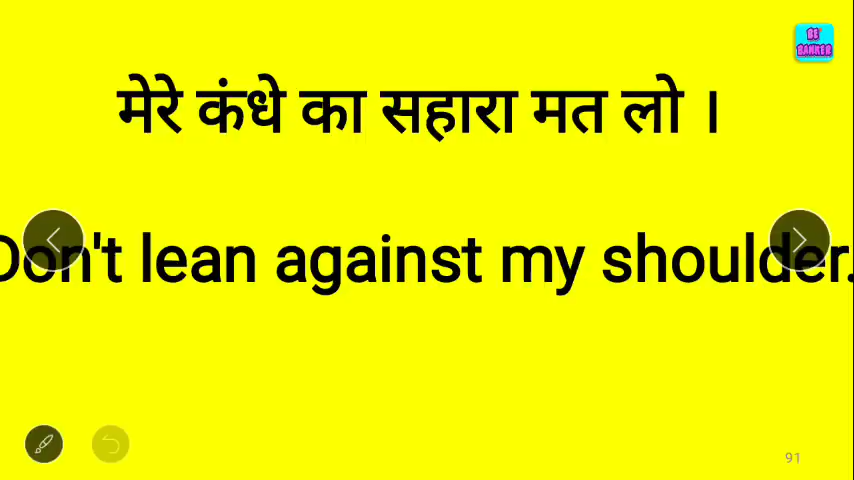 BE
BANKER
मेरे कंधे का सहारा मत लो ।
Don't lean against my shoulder.
91